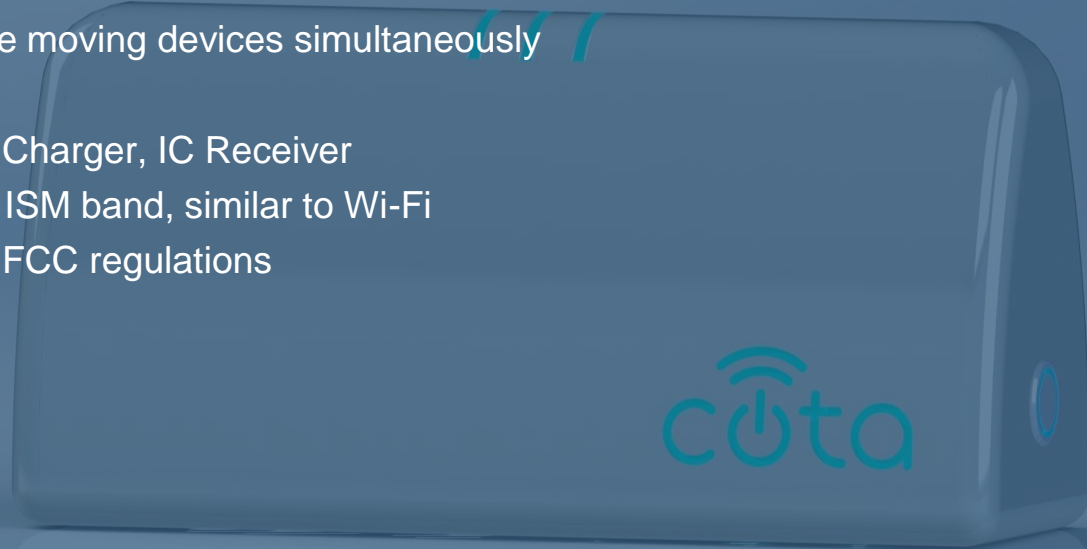 e moving devices simultaneously
Charger, IC Receiver
ISM band, similar to Wi-Fi
FCC regulations
cota